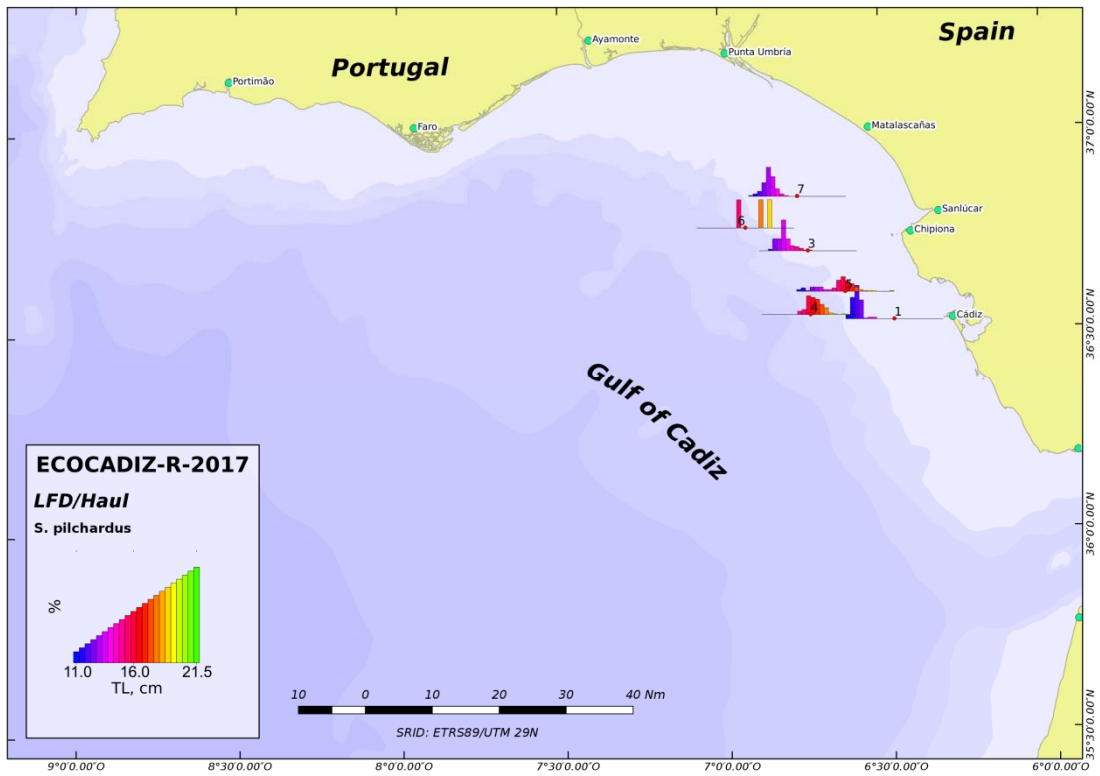 Portugal
Spain
Ayamonte
Punta Umbría
Portimão
Faro
Matalascañas
Sanlúcar
Chipiona
Cádiz
7
6
3
5
4
1
Gulf of Cadiz
37°0'0.00"N
36°30'0.00"N
36°0'0.00"N
35°30'0.00"N
ECOCADIZ-R-2017
LFD/Haul
S. pilchardus
%
11.0 16.0 21.5
TL, cm
10 0 10 20 30 40 Nm
SRID: ETRS89/UTM 29N
9°0'0.00"O 8°30'0.00"O 8°0'0.00"O 7°30'0.00"O 7°0'0.00"O 6°30'0.00"O 6°0'0.00"O